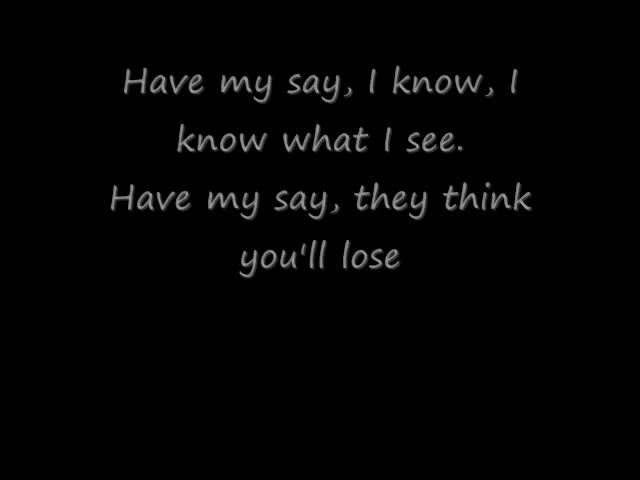 Have my say, I know, I
know what I see.
Have my say, they think
you'll lose